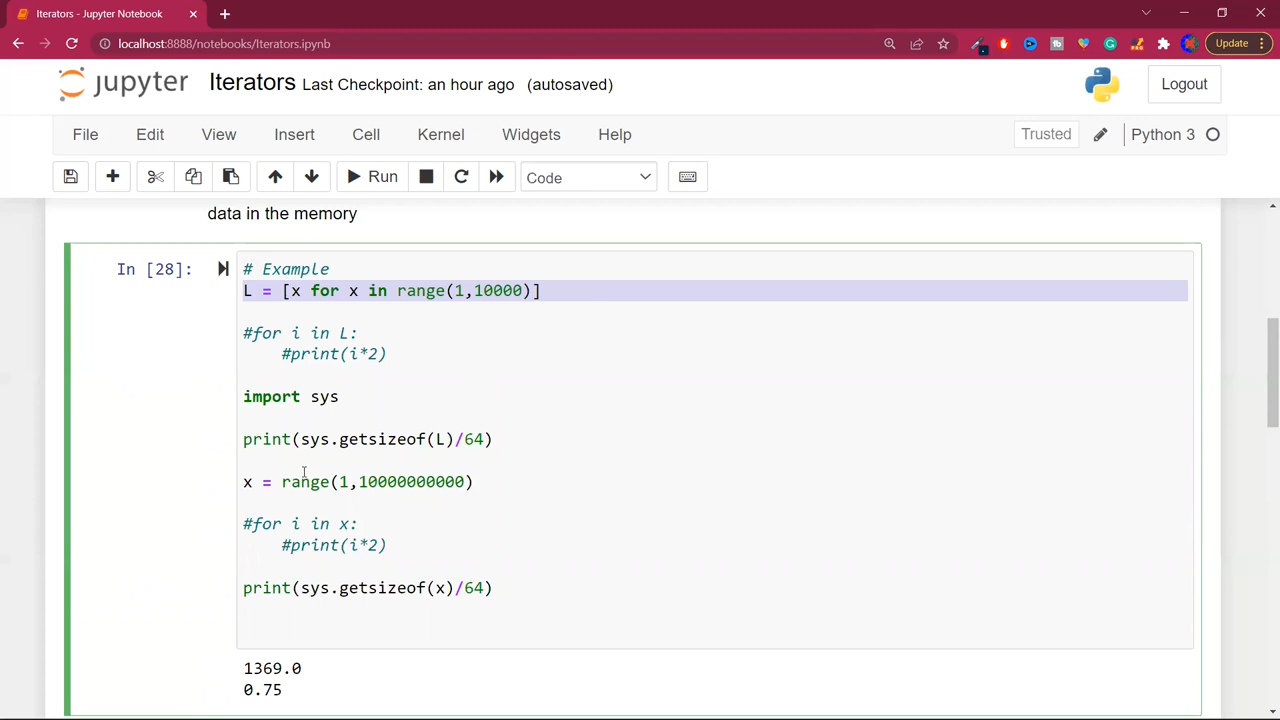 Iterators - Jupyter Notebook
localhost:8888/notebooks/Iterators.ipynb
Update
jupyter Iterators Last Checkpoint: an hour ago (autosaved)
Logout
File Edit View Insert Cell Kernel Widgets Help
Trusted
Python 3
Run
Code
data in the memory
In [28]:
# Example
L = [x for x in range(1,10000)]
#for i in L:
    #print(i*2)
import sys
print(sys.getsizeof(L)/64)
x = range(1,10000000000)
#for i in x:
    #print(i*2)
print(sys.getsizeof(x)/64)
1369.0
0.75